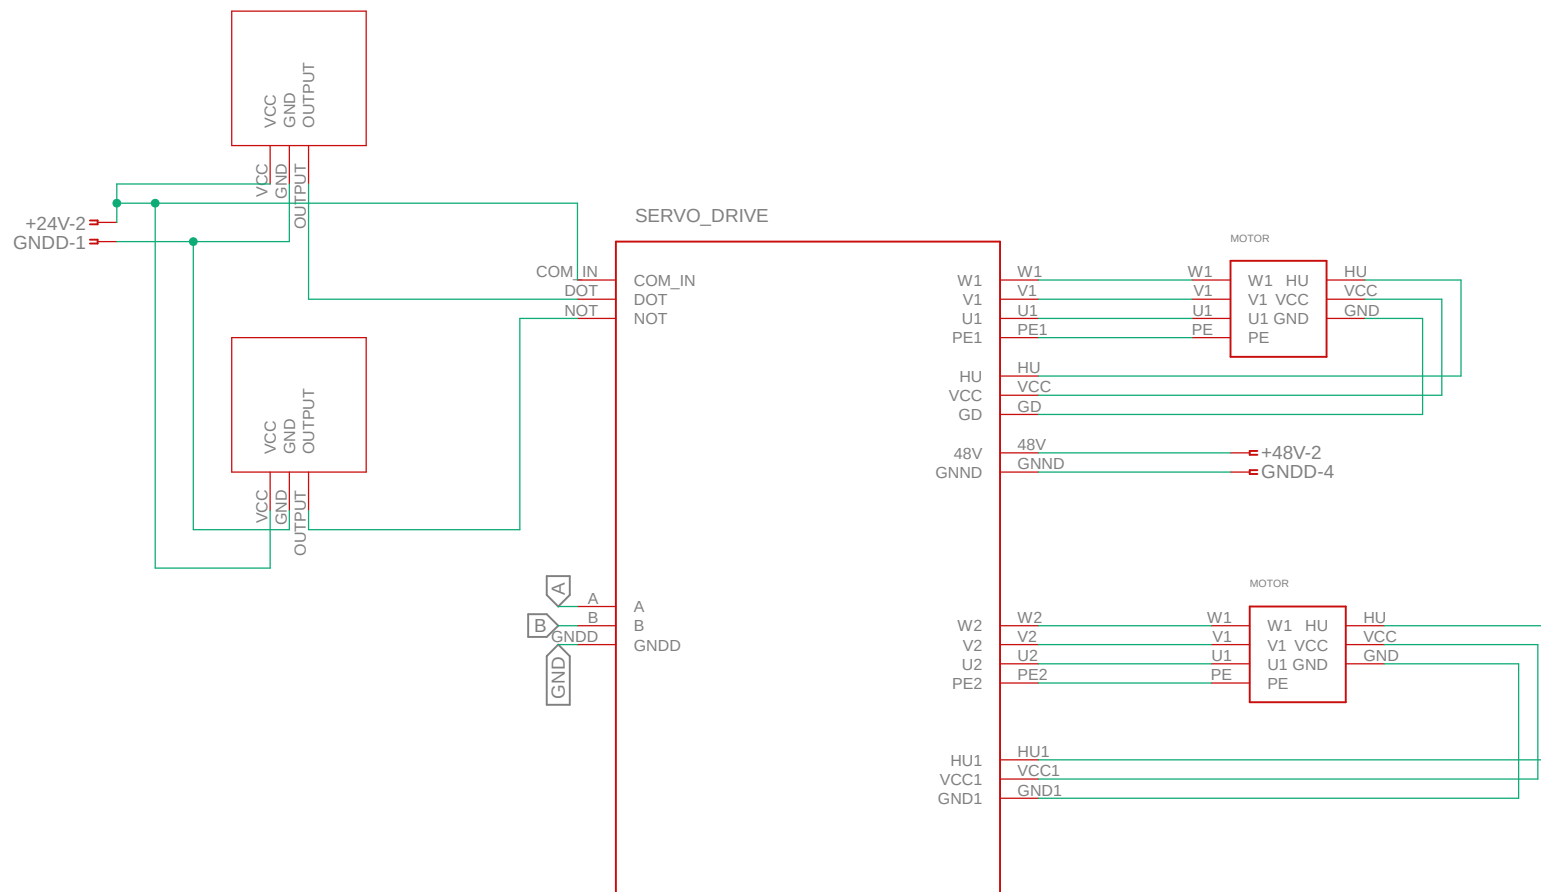 VCC
GND
OUTPUT
VCC
GND
OUTPUT
+24V-2
GNDD-1
SERVO_DRIVE
COM_IN
DOT
NOT
COM_IN
DOT
NOT
VCC
GND
OUTPUT
VCC
GND
OUTPUT
A
B
GND
A
B
GNDD
A
B
GNDD
W1
V1
U1
PE1
HU
VCC
GD
48V
GNND
W1
V1
U1
PE1
HU
VCC
GD
48V
GNND
+48V-2
GNDD-4
MOTOR
W1
V1
U1
PE
W1 HU
V1 VCC
U1 GND
PE
HU
VCC
GND
W2
V2
U2
PE2
HU1
VCC1
GND1
W2
V2
U2
PE2
HU1
VCC1
GND1
MOTOR
W1
V1
U1
PE
W1 HU
V1 VCC
U1 GND
PE
HU
VCC
GND